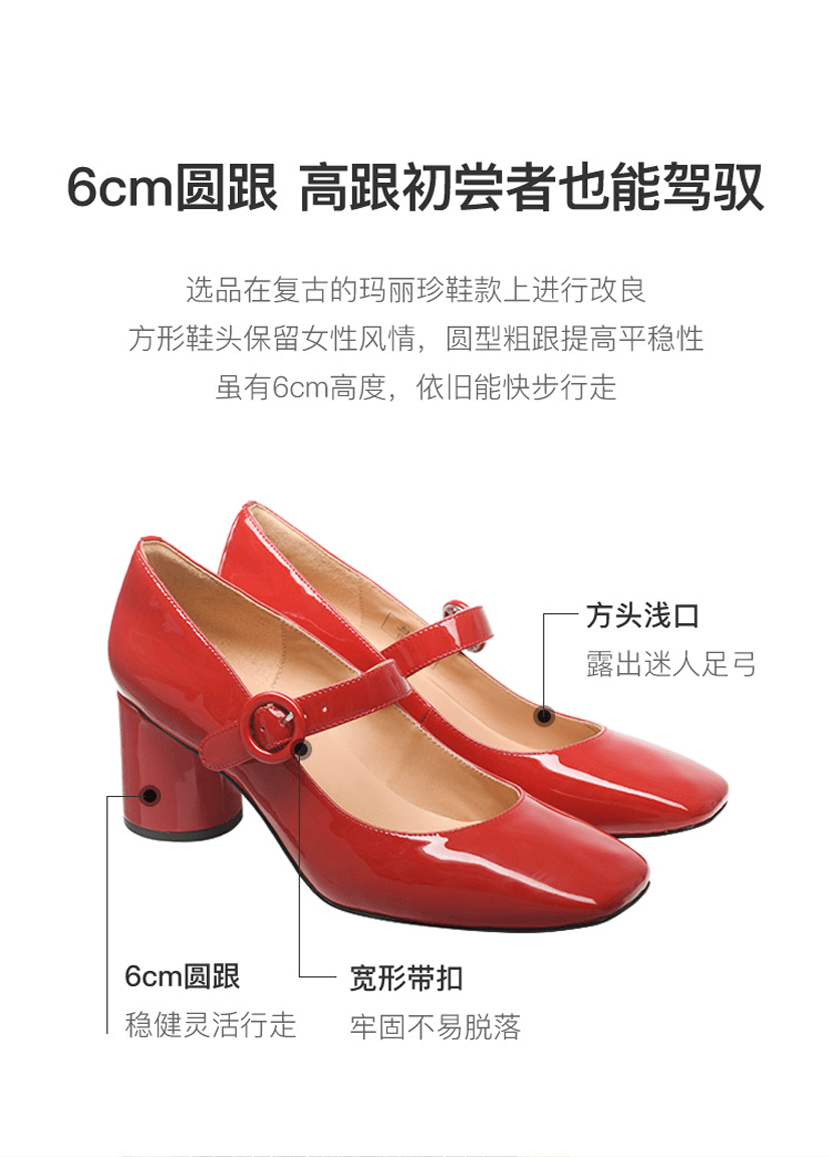 6cm圆跟 高跟初尝者也能驾驭
选品在复古的玛丽珍鞋款上进行改良
方形鞋头保留女性风情，圆型粗跟提高平稳性
虽有6cm高度，依旧能快步行走
方头浅口
露出迷人足弓
6cm圆跟
稳健灵活行走
宽形带扣
牢固不易脱落